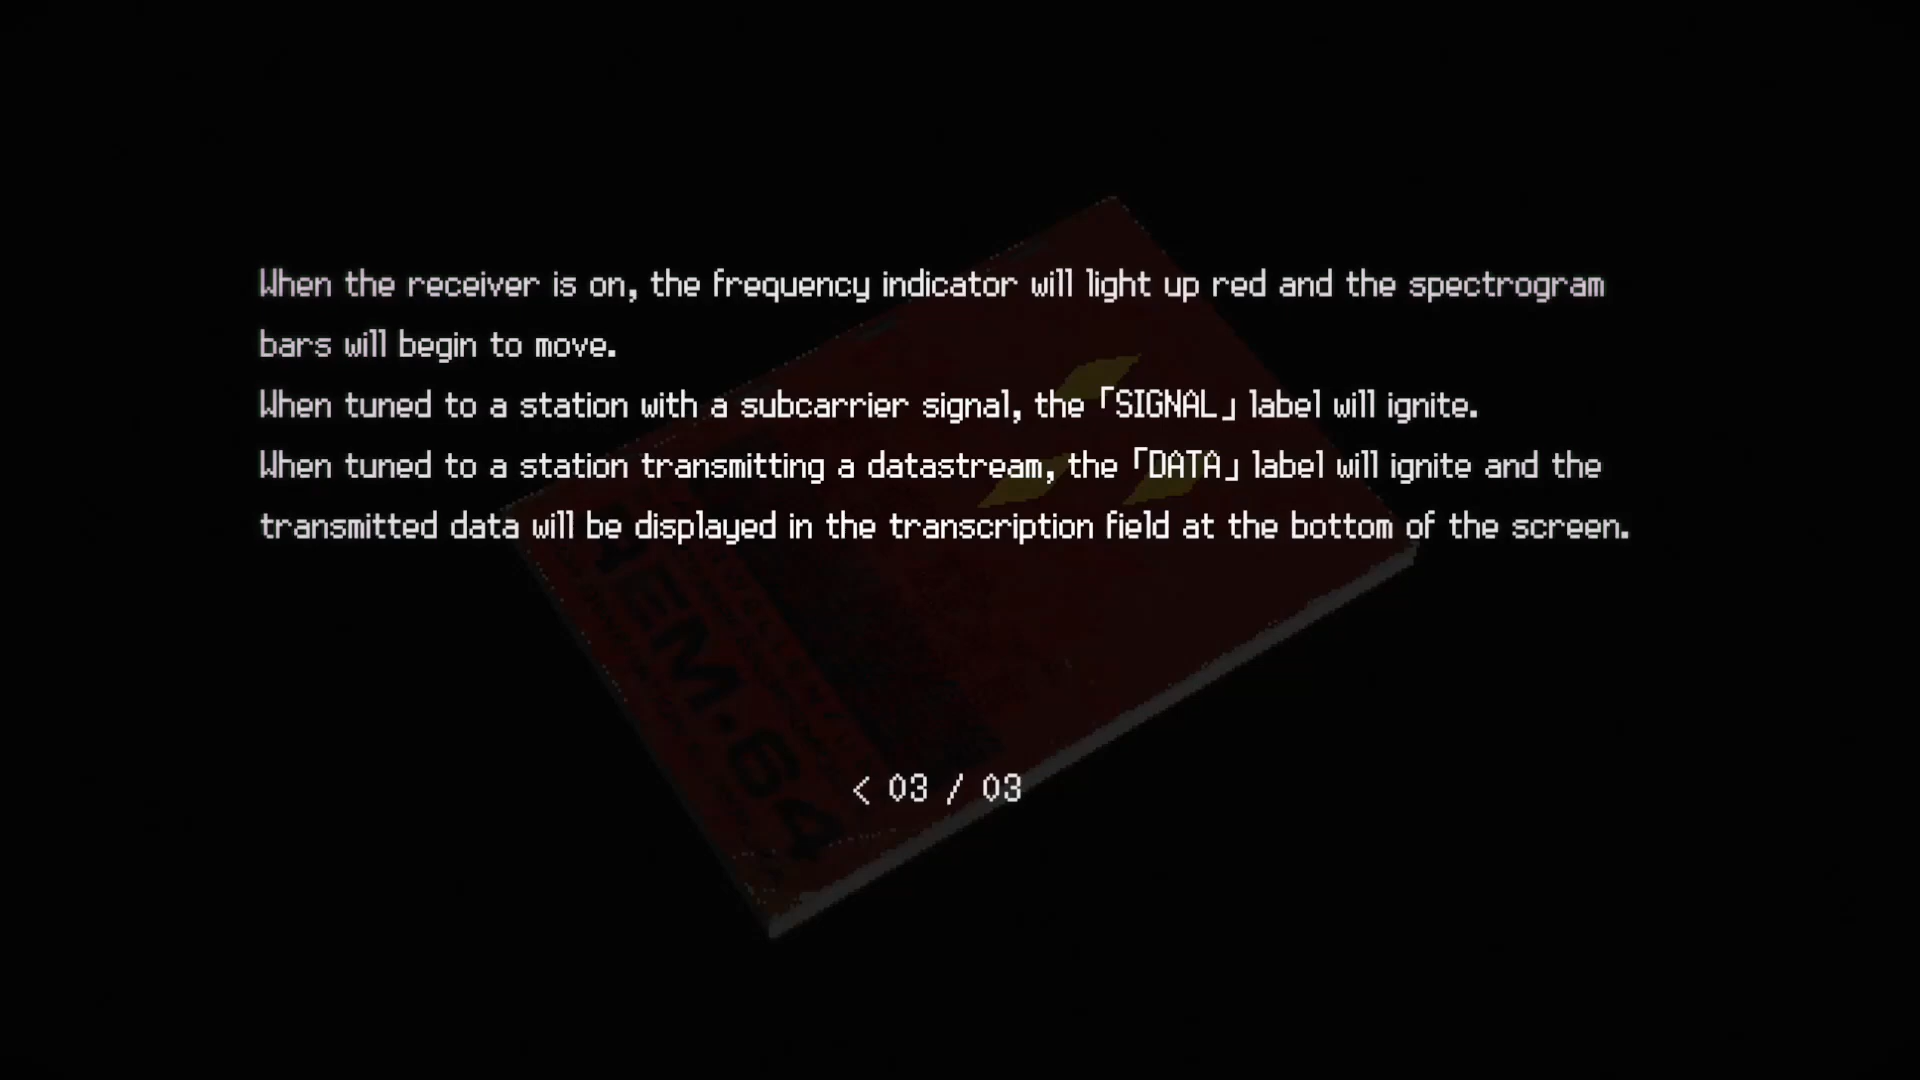 When the receiver is on, the frequency indicator will light up red and the spectrogram
bars will begin to move.
When tuned to a station with a subcarrier signal, the 「SIGNAL」 label will ignite.
When tuned to a station transmitting a datastream, the 「DATA」 label will ignite and the
transmitted data will be displayed in the transcription field at the bottom of the screen.
< 03 / 03